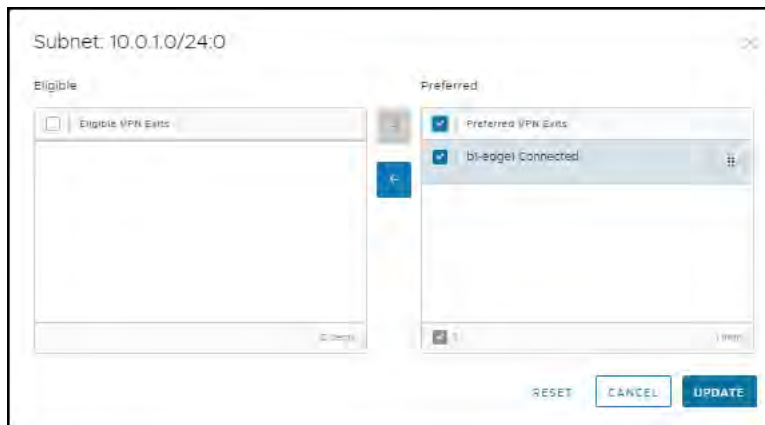 Subnet: 10.0.1.0/24:0
Eligible
Preferred
Eligible VPN Exits
Preferred VPN Exits
b1-edge1 Connected
0 items
1
1 item
RESET
CANCEL
UPDATE